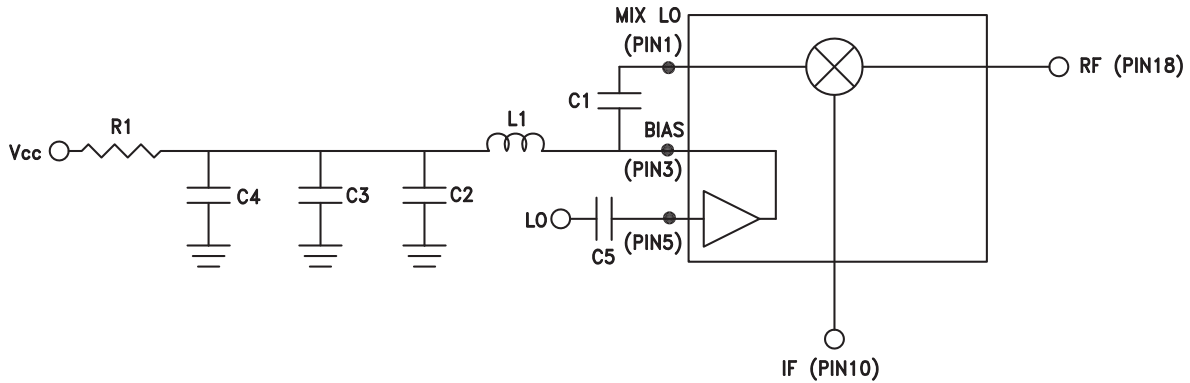 MIX LO
(PIN1)
RF (PIN18)
C1
R1
L1
BIAS
Vcc
(PIN3)
C4
C3
C2
LO
(PIN5)
C5
IF (PIN10)